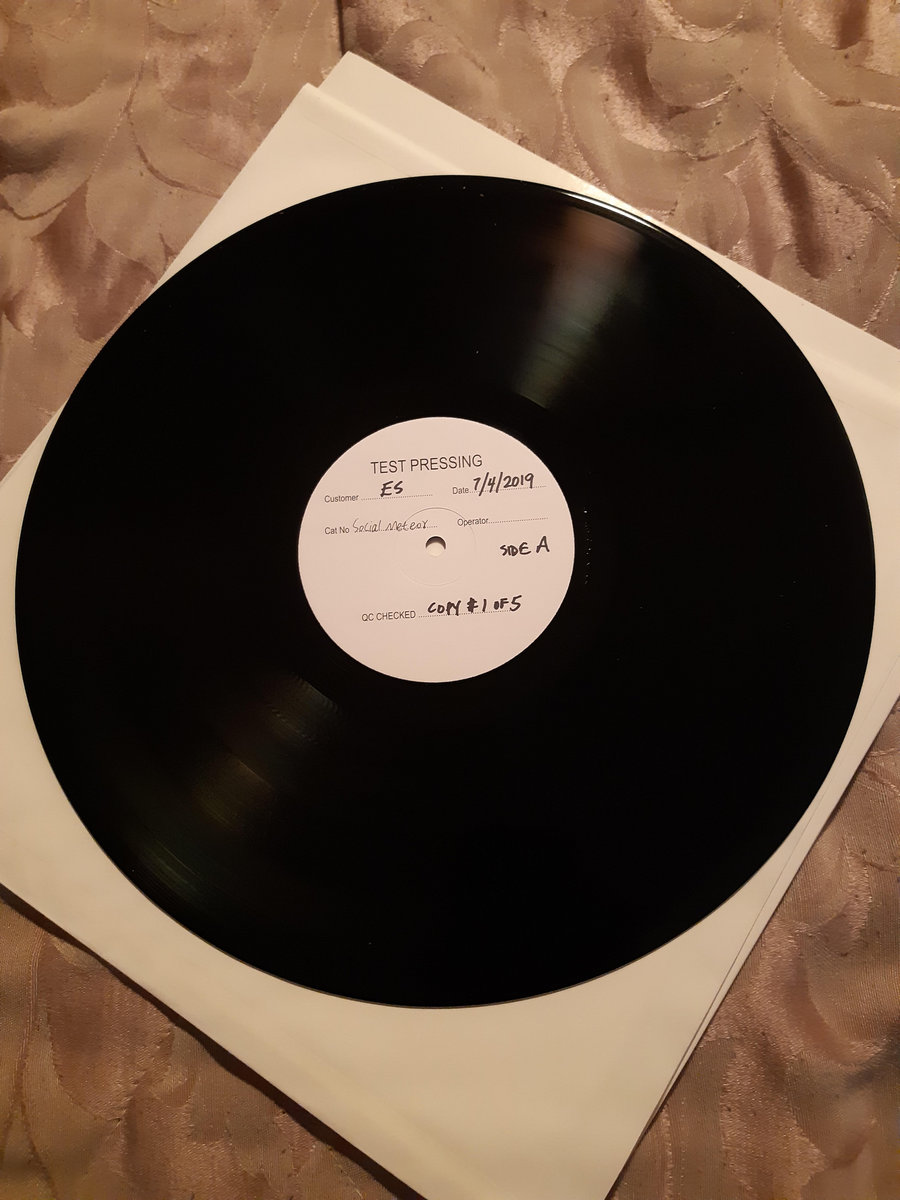 TEST PRESSING
Customer ES Date 7/4/2019
Cat No Social Meteor Operator
SIDE A
QC CHECKED COPY #1 OF 5